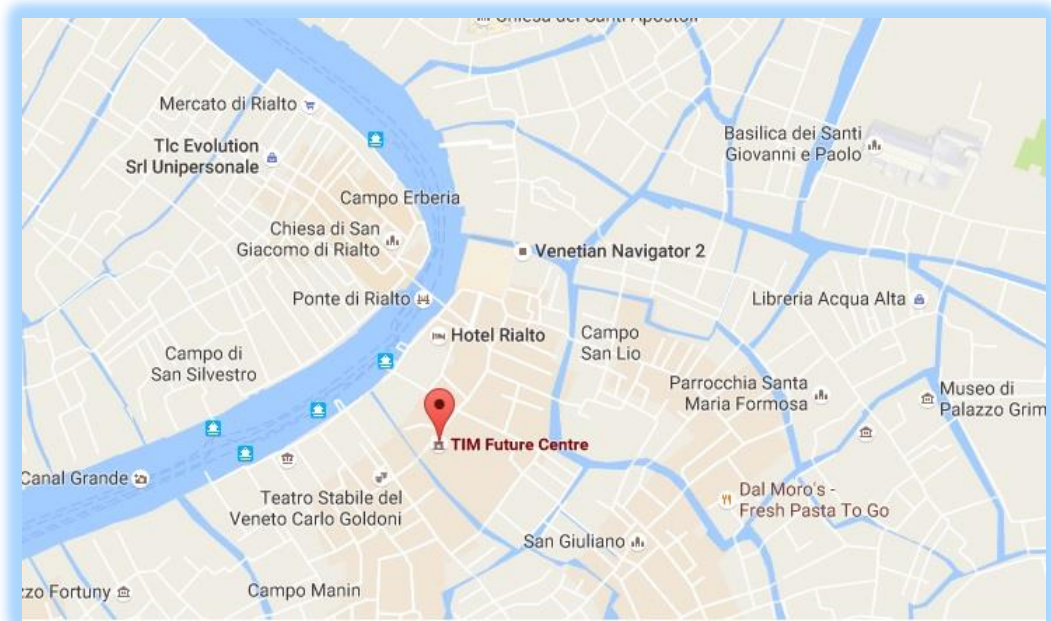 Chiesa dei Santi Apostoli
Mercato di Rialto
Tlc Evolution
Srl Unipersonale
Basilica dei Santi
Giovanni e Paolo
Campo Erberia
Chiesa di San
Giacomo di Rialto
Venetian Navigator 2
Ponte di Rialto
Libreria Acqua Alta
Hotel Rialto
Campo
San Lio
Campo di
San Silvestro
Parrocchia Santa
Maria Formosa
Museo di
Palazzo Grim
TIM Future Centre
Canal Grande
Teatro Stabile del
Veneto Carlo Goldoni
Dal Moro's -
Fresh Pasta To Go
San Giuliano
zzo Fortuny
Campo Manin